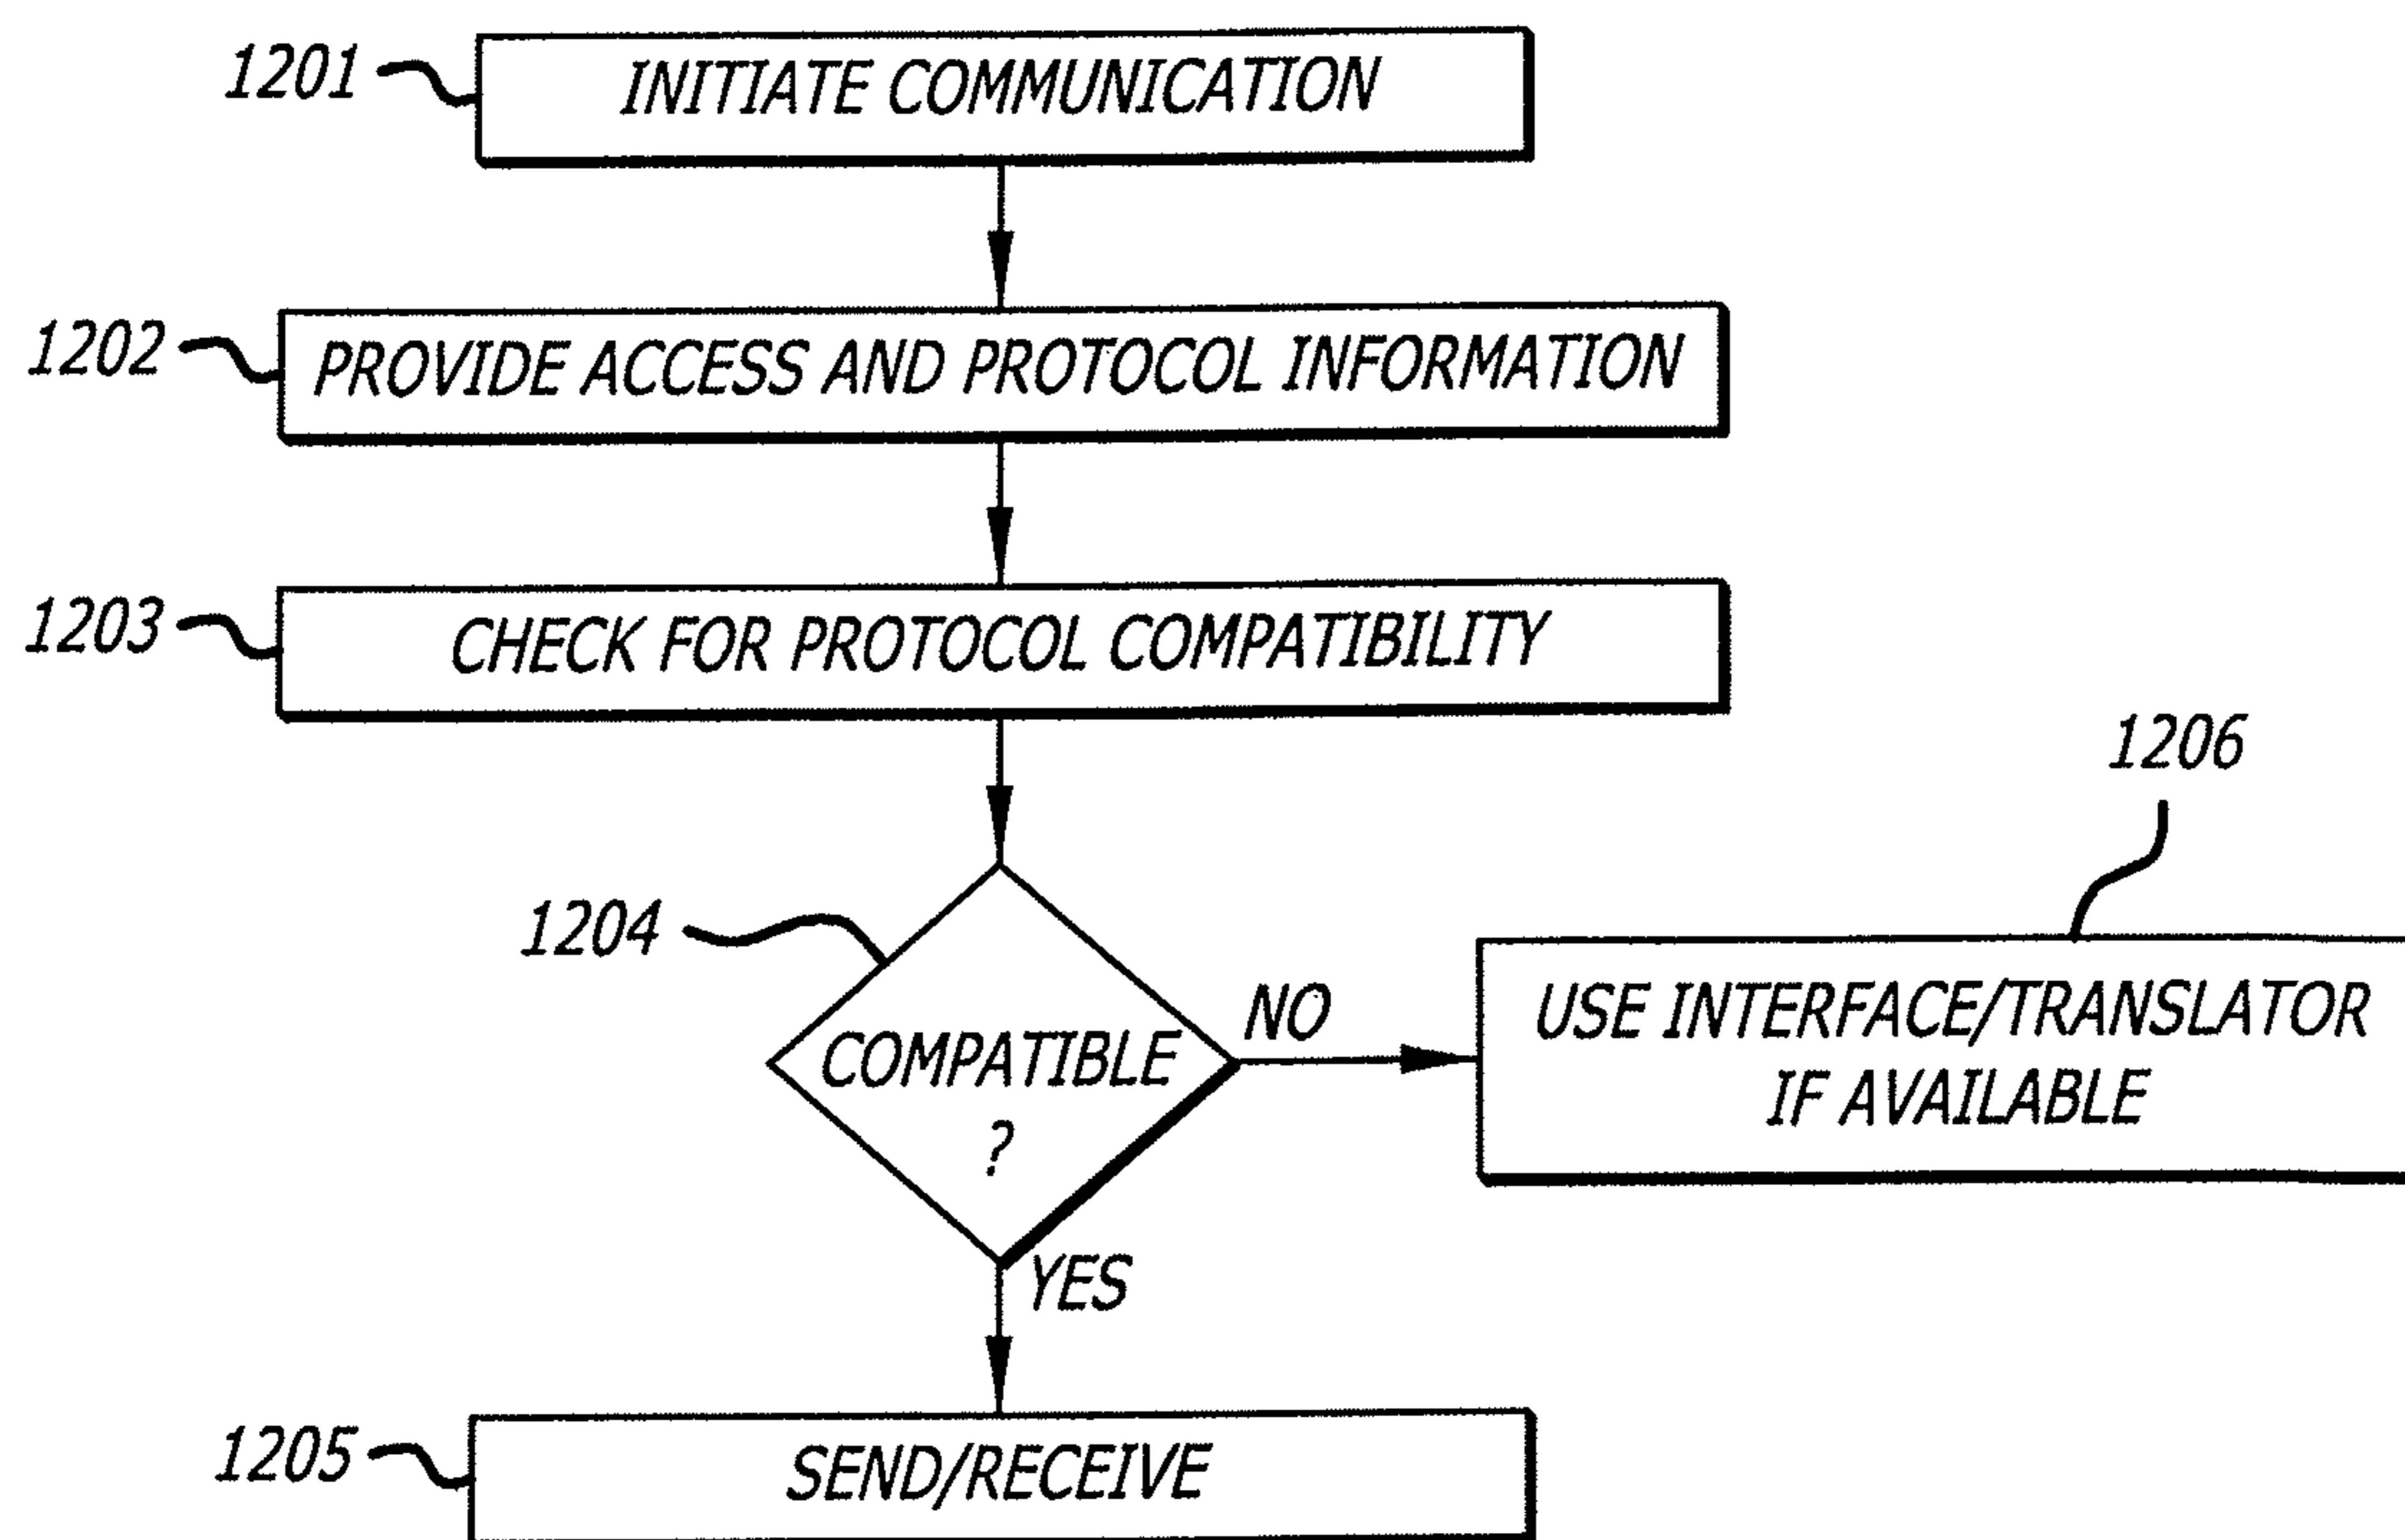 1201
INITIATE COMMUNICATION
1202
PROVIDE ACCESS AND PROTOCOL INFORMATION
1203
CHECK FOR PROTOCOL COMPATIBILITY
1204
COMPATIBLE
?
NO
1206
USE INTERFACE/TRANSLATOR
IF AVAILABLE
YES
1205
SEND/RECEIVE